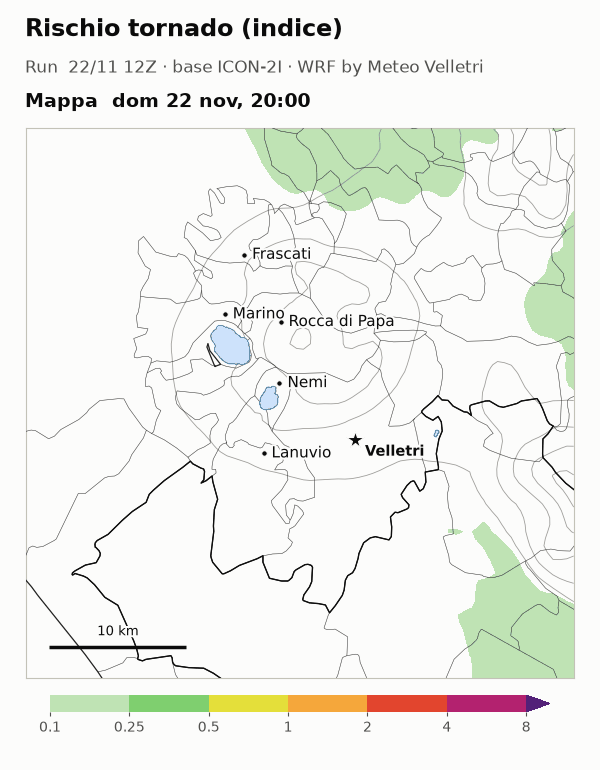 Rischio tornado (indice)
Run  22/11 12Z · base ICON-2I · WRF by Meteo Velletri
Mappa  dom 22 nov, 20:00
Frascati
Marino
Rocca di Papa
Nemi
Velletri
Lanuvio
10 km
0.1 0.25 0.5 1 2 4 8